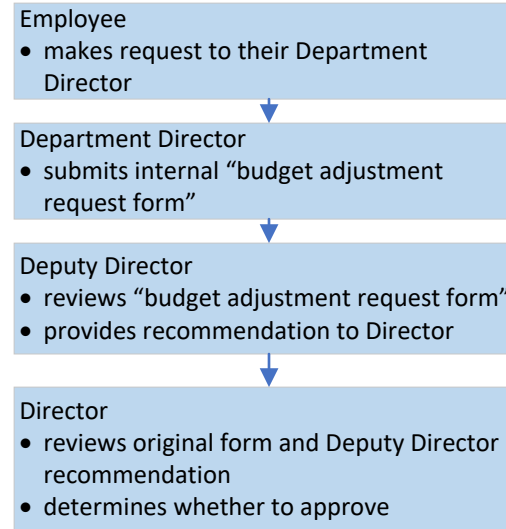 Employee
• makes request to their Department
Director
Department Director
• submits internal “budget adjustment
request form”
Deputy Director
• reviews “budget adjustment request form”
• provides recommendation to Director
Director
• reviews original form and Deputy Director
recommendation
• determines whether to approve